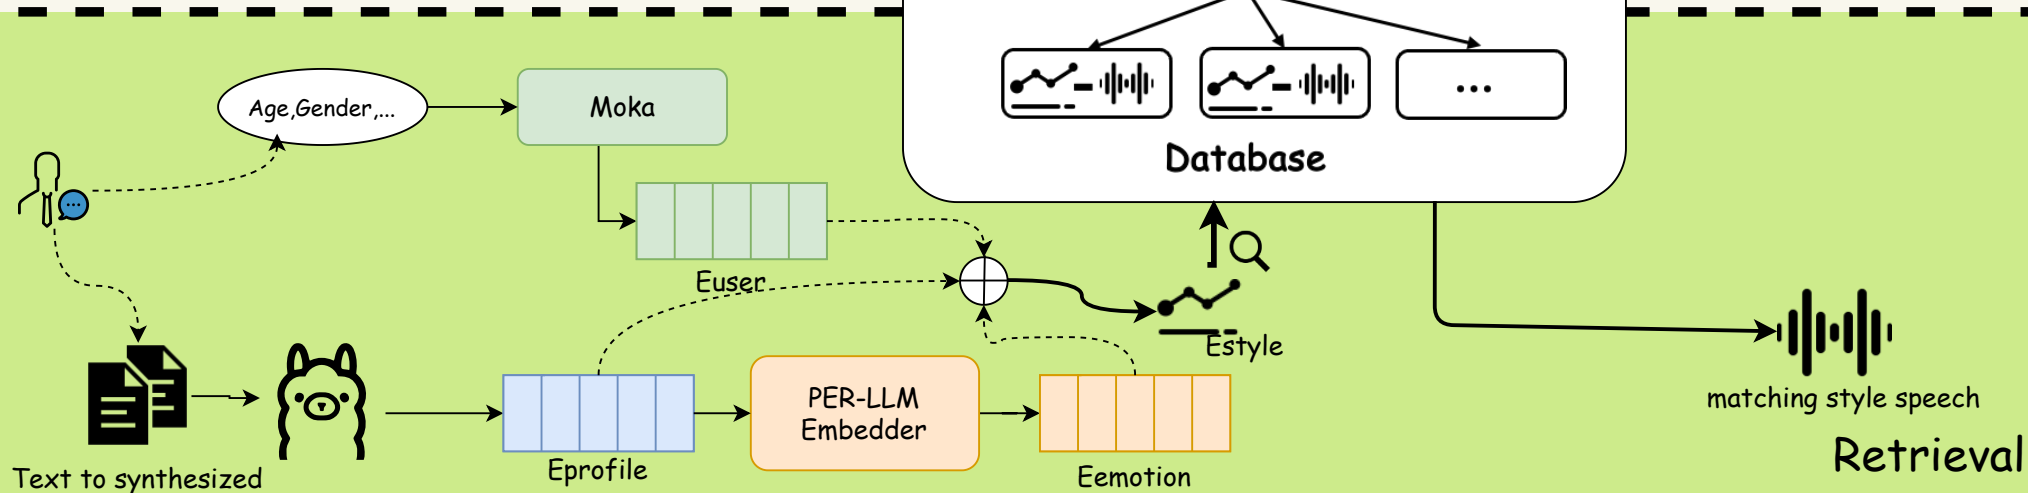 Age,Gender,...
Moka
...
Database
Euser
Estyle
PER-LLM
Embedder
matching style speech
Retrieval
Text to synthesized
Eprofile
Eemotion